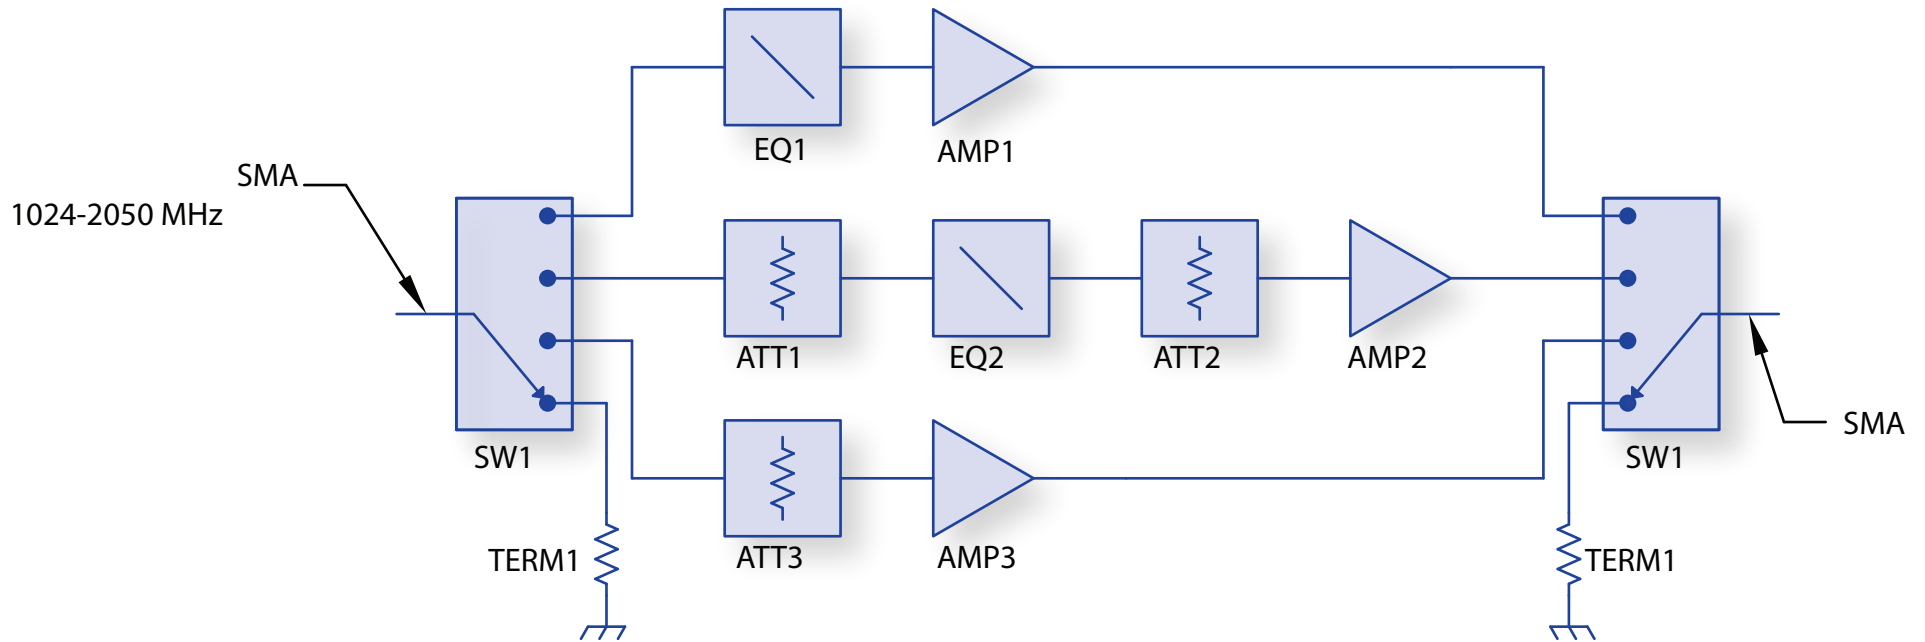 EQ1
AMP1
SMA
1024-2050 MHz
ATT1
EQ2
ATT2
AMP2
SMA
SW1
SW1
TERM1
ATT3
AMP3
TERM1